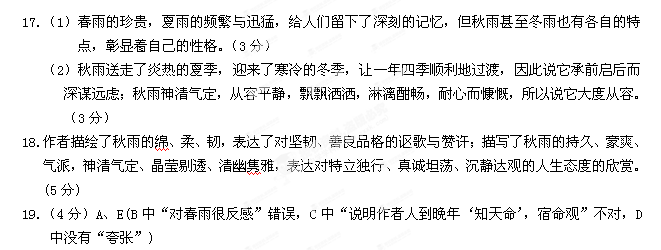 17.（1）春雨的珍贵，夏雨的频繁与迅猛，给人们留下了深刻的记忆，但秋雨甚至冬雨也有各自的特
点，彰显着自己的性格。（3分）
（2）秋雨送走了炎热的夏季，迎来了寒冷的冬季，让一年四季顺利地过渡，因此说它承前启后而
深谋远虑；秋雨神清气定，从容平静，飘飘洒洒，淋漓酣畅，耐心而慷慨，所以说它大度从容。
（3分）
18.作者描绘了秋雨的绵、柔、韧，表达了对坚韧、善良品格的讴歌与赞许；描写了秋雨的持久、豪爽、
气派，神清气定、晶莹剔透、清幽隽雅，表达对特立独行、真诚坦荡、沉静达观的人生态度的欣赏。
(5分)
19.（4分）A、E(B中“对春雨很反感”错误，C中“说明作者人到晚年‘知天命’，宿命观”不对，D
中没有“夸张”)